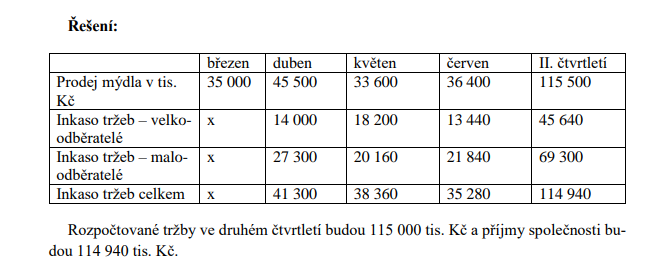 Řešení:
březen duben květen červen II. čtvrtletí
Prodej mýdla v tis. 35 000 45 500 33 600 36 400 115 500
Kč
Inkaso tržeb – velko- x 14 000 18 200 13 440 45 640
odběratelé
Inkaso tržeb – malo- x 27 300 20 160 21 840 69 300
odběratelé
Inkaso tržeb celkem x 41 300 38 360 35 280 114 940
Rozpočtované tržby ve druhém čtvrtletí budou 115 000 tis. Kč a příjmy společnosti bu-
dou 114 940 tis. Kč.